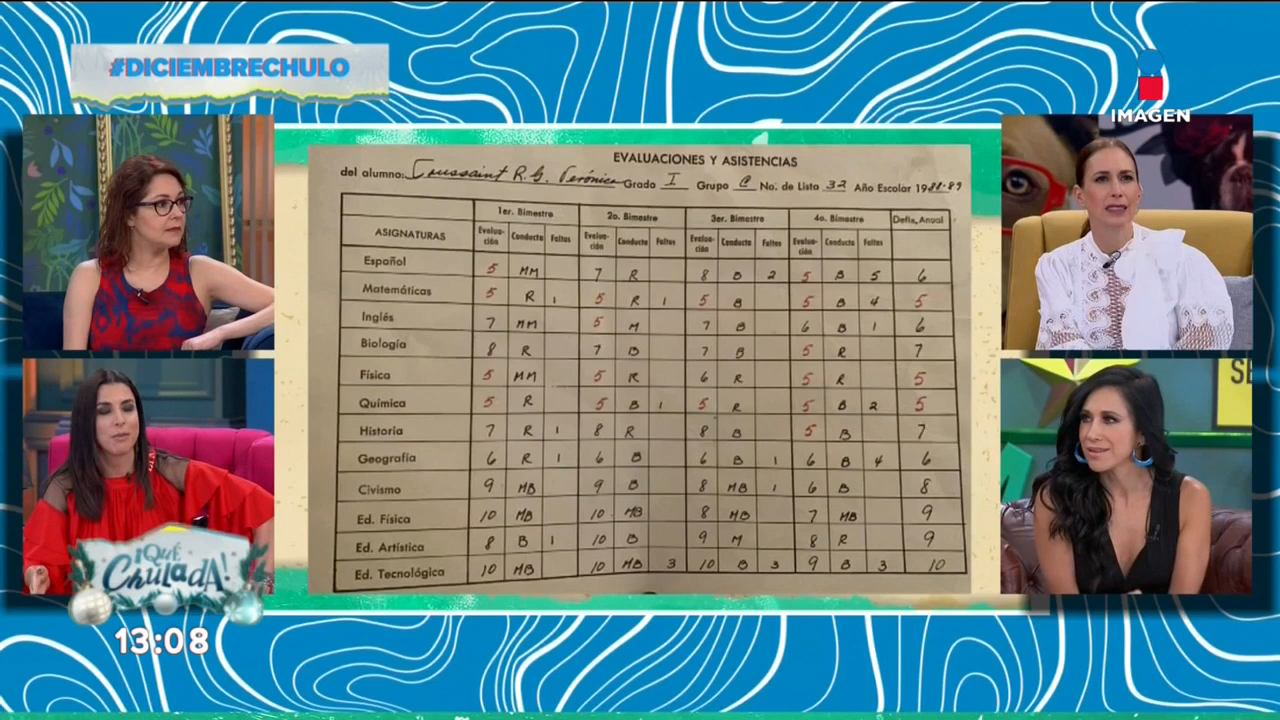 #DICIEMBRECHULO
IMAGEN
EVALUACIONES Y ASISTENCIAS
del alumno: Toussaint R. G. Verónica Grado I Grupo C No. de Lista 32 Año Escolar 1988-89
ASIGNATURAS 1er. Bimestre 2o. Bimestre 3er. Bimestre 4o. Bimestre Defta. Anual
Evaluación Conducta Faltas Evaluación Conducta Faltas Evaluación Conducta Faltas Evaluación Conducta Faltas
Español 5 MM 7 R 8 B 2 5 B 5 6
Matemáticas 5 R 1 5 R 1 5 B 5 B 4 5
Inglés 7 MM 5 M 7 B 6 B 1 6
Biología 8 R 7 B 7 B 5 R 7
Física 5 MM 5 R 6 R 5 R 5
Química 5 R 5 B 1 5 R 5 B 2 5
Historia 7 R 1 8 R 8 B 5 B 7
Geografía 6 R 1 6 B 6 B 1 6 B 4 6
Civismo 9 MB 9 B 8 MB 1 6 B 8
Ed. Física 10 MB 10 MB 8 MB 7 MB 9
Ed. Artística 8 B 1 10 B 9 M 8 R 9
Ed. Tecnológica 10 MB 10 MB 3 10 B 3 9 B 3 10
SE
¡QUÉ
CHULADA!
13:08